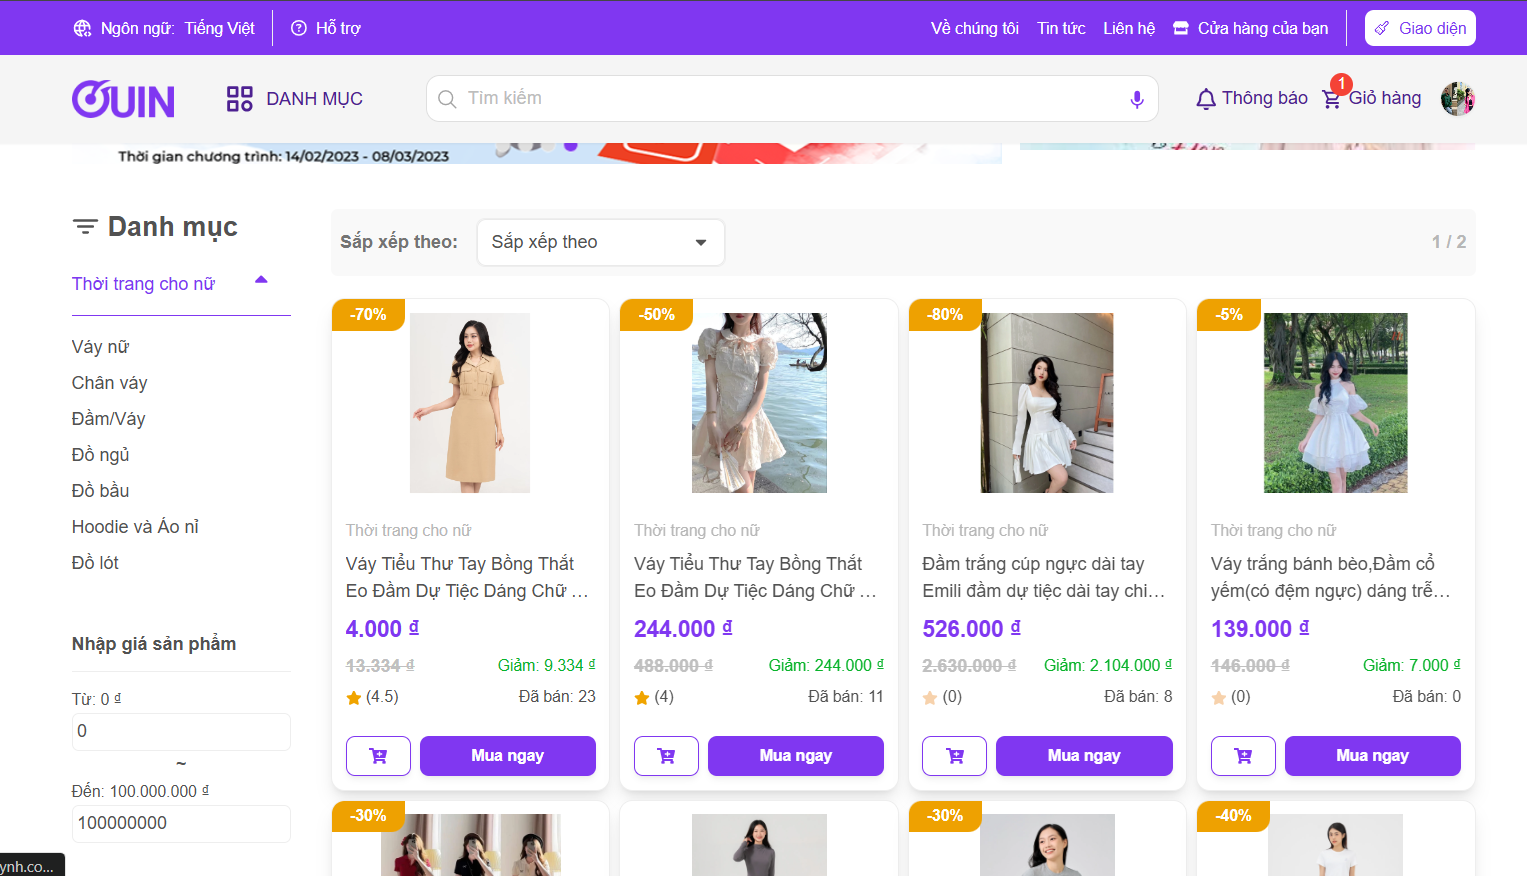 Ngôn ngữ: Tiếng Việt
Hỗ trợ
Về chúng tôi
Tin tức
Liên hệ
Cửa hàng của bạn
Giao diện
OUIN
DANH MỤC
Tìm kiếm
Thông báo
1
Giỏ hàng
Thời gian chương trình: 14/02/2023 - 08/03/2023
Danh mục
Thời trang cho nữ
Váy nữ
Chân váy
Đầm/Váy
Đồ ngủ
Đồ bầu
Hoodie và Áo nỉ
Đồ lót
Nhập giá sản phẩm
Từ: 0 ₫
0
~
Đến: 100.000.000 ₫
100000000
ynh.co...
Sắp xếp theo:
Sắp xếp theo
1 / 2
-70%
Thời trang cho nữ
Váy Tiểu Thư Tay Bồng Thắt
Eo Đầm Dự Tiệc Dáng Chữ ...
4.000 ₫
13.334 ₫
Giảm: 9.334 ₫
(4.5)
Đã bán: 23
Mua ngay
-50%
Thời trang cho nữ
Váy Tiểu Thư Tay Bồng Thắt
Eo Đầm Dự Tiệc Dáng Chữ ...
244.000 ₫
488.000 ₫
Giảm: 244.000 ₫
(4)
Đã bán: 11
Mua ngay
-80%
Thời trang cho nữ
Đầm trắng cúp ngực dài tay
Emili đầm dự tiệc dài tay chi...
526.000 ₫
2.630.000 ₫
Giảm: 2.104.000 ₫
(0)
Đã bán: 8
Mua ngay
-5%
Thời trang cho nữ
Váy trắng bánh bèo,Đầm cổ
yếm(có đệm ngực) dáng trễ...
139.000 ₫
146.000 ₫
Giảm: 7.000 ₫
(0)
Đã bán: 0
Mua ngay
-30%
-30%
-40%